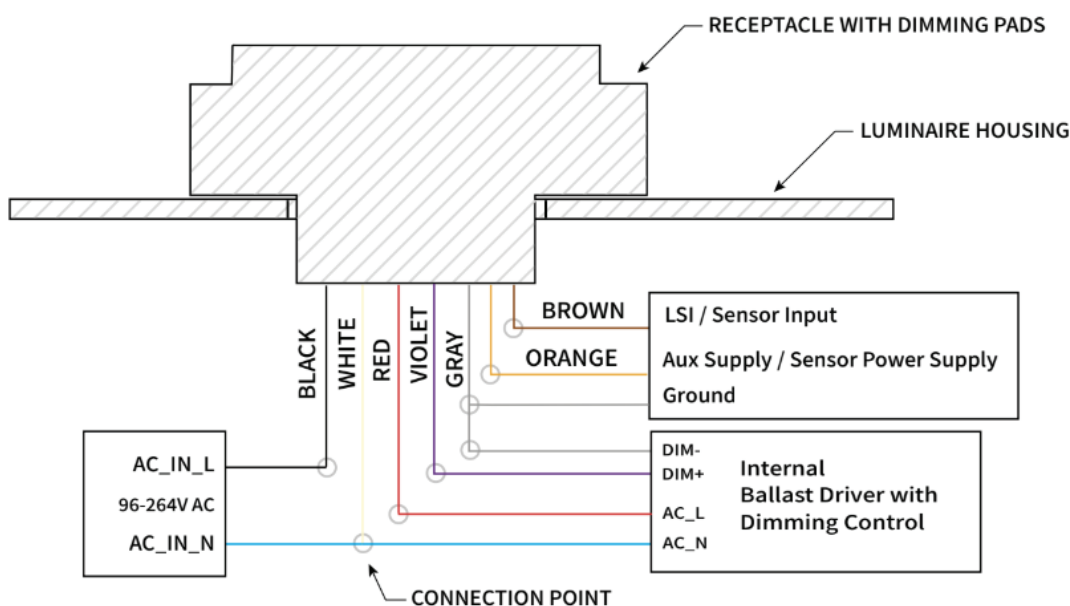 RECEPTACLE WITH DIMMING PADS
LUMINAIRE HOUSING
BLACK
WHITE
RED
VIOLET
GRAY
BROWN
ORANGE
LSI / Sensor Input
Aux Supply / Sensor Power Supply
Ground
AC_IN_L
96-264V AC
AC_IN_N
DIM-
DIM+
AC_L
AC_N
Internal
Ballast Driver with
Dimming Control
CONNECTION POINT